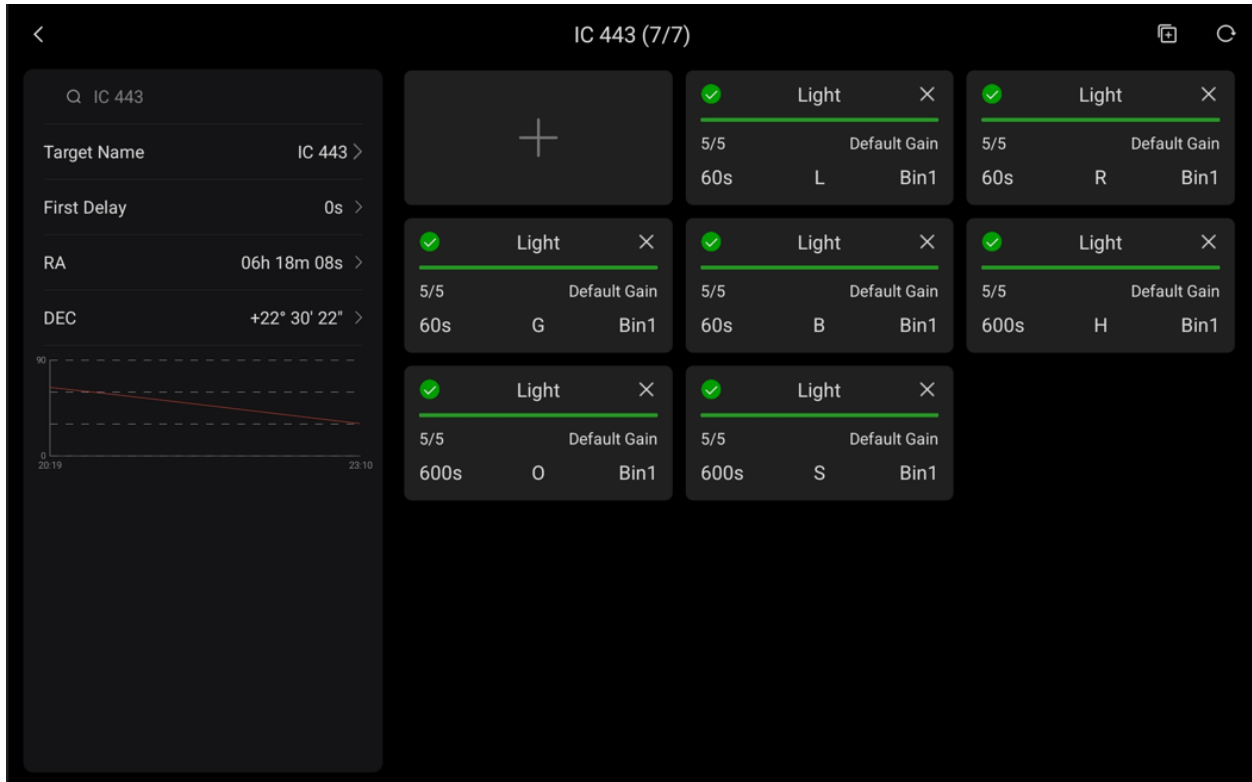 IC 443 (7/7)
IC 443
Target Name IC 443
First Delay 0s
RA 06h 18m 08s
DEC +22° 30' 22"
90
0
20:19 23:10
Light
5/5 Default Gain
60s L Bin1
Light
5/5 Default Gain
60s R Bin1
Light
5/5 Default Gain
60s G Bin1
Light
5/5 Default Gain
60s B Bin1
Light
5/5 Default Gain
600s H Bin1
Light
5/5 Default Gain
600s O Bin1
Light
5/5 Default Gain
600s S Bin1